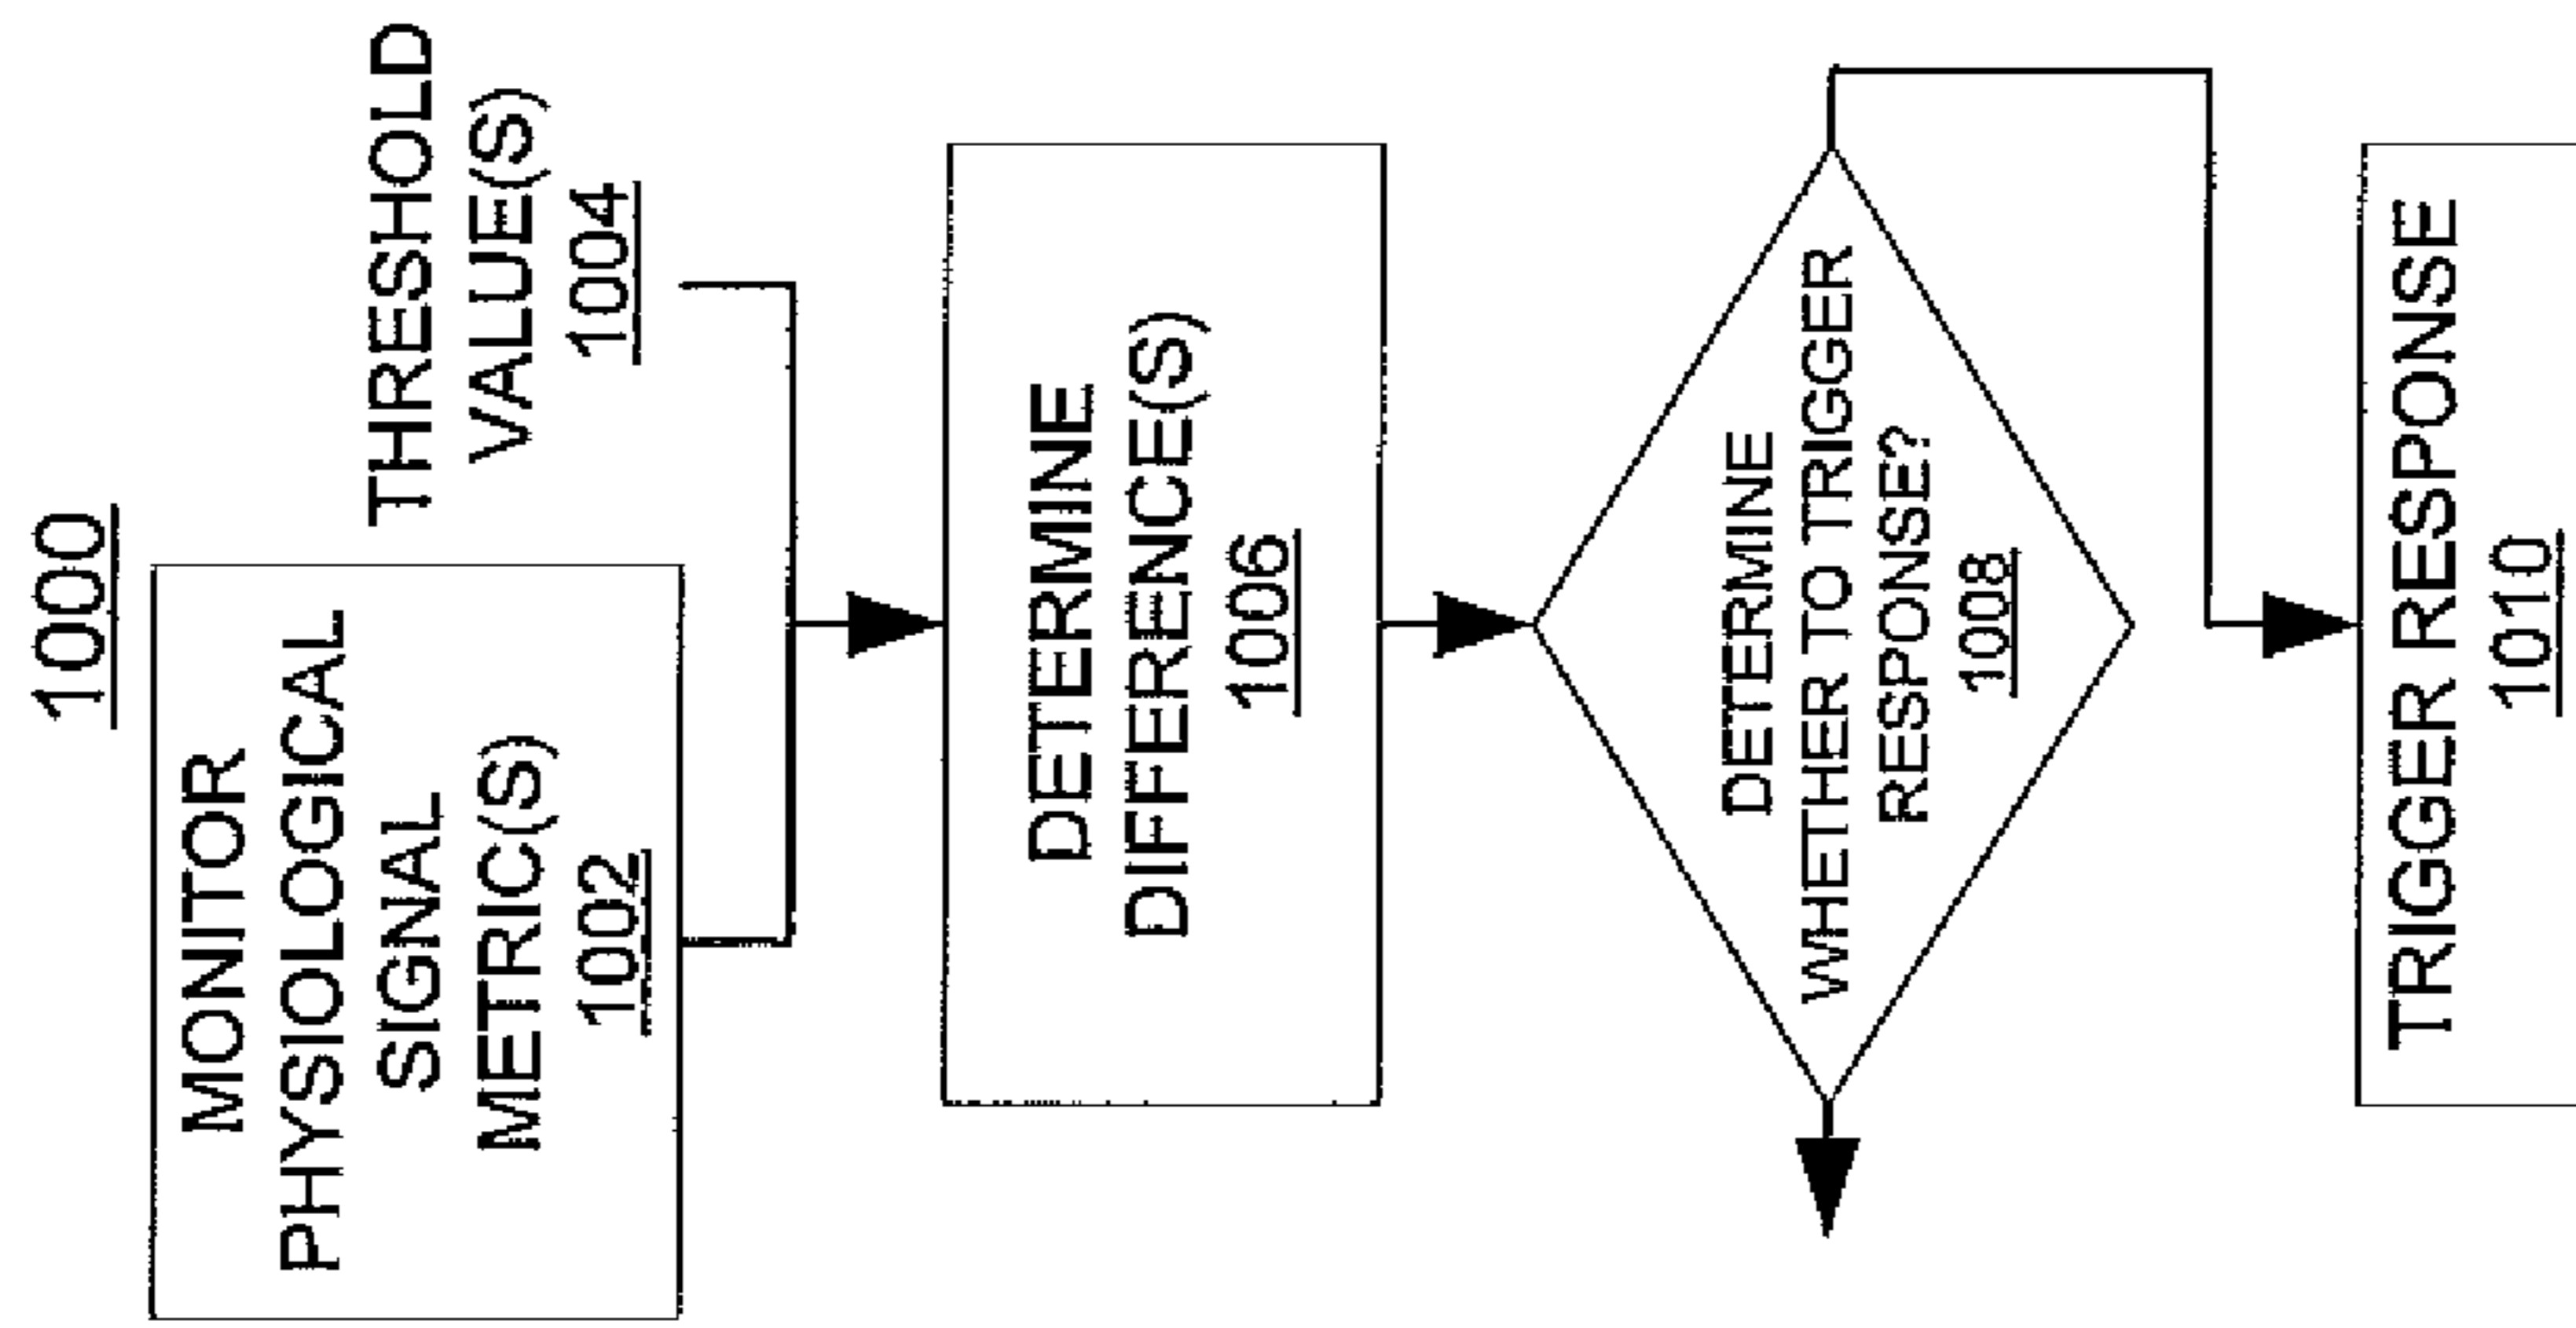 1000
MONITOR
PHYSIOLOGICAL
SIGNAL
METRIC(S)
1002
THRESHOLD
VALUE(S)
1004
DETERMINE
DIFFERENCE(S)
1006
DETERMINE
WHETHER TO TRIGGER
RESPONSE?
1008
TRIGGER RESPONSE
1010